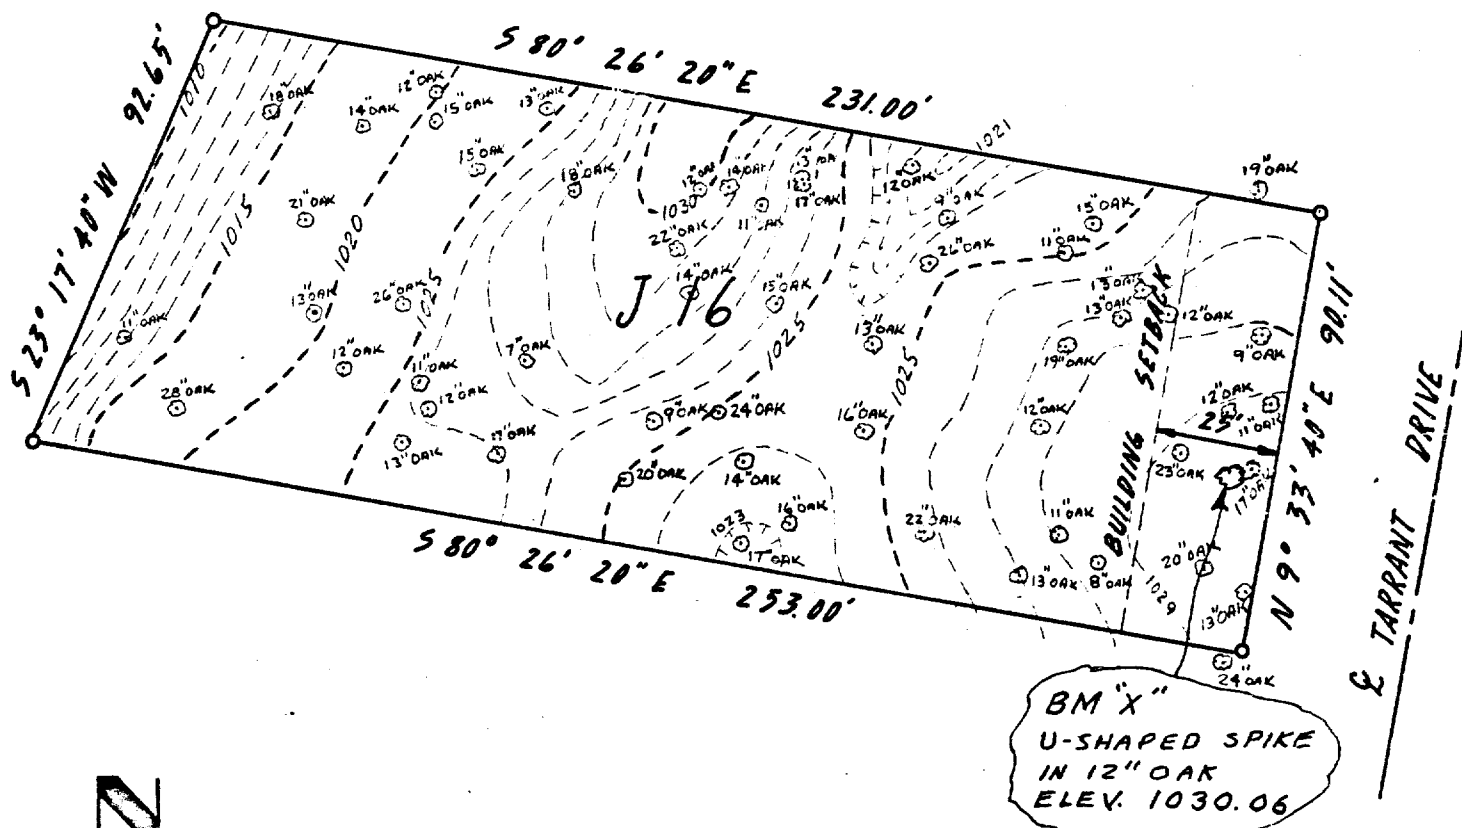 S 80° 26' 20" E 231.00'
S 23° 17' 40" W 92.65'
1010
1015
1020
1025
1030
1025
1021
1025
1023
1029
18" OAK
14" OAK
12" OAK
15" OAK
13" OAK
15" OAK
18" OAK
21" OAK
12" OAK
14" OAK
11" OAK
22" OAK
14" OAK
15" OAK
12" OAK
9" OAK
26" OAK
19" OAK
15" OAK
11" OAK
13" OAK
13" OAK
12" OAK
9" OAK
19" OAK
13" OAK
26" OAK
13" OAK
11" OAK
28" OAK
12" OAK
11" OAK
12" OAK
7" OAK
13" OAK
17" OAK
9" OAK
24" OAK
20" OAK
14" OAK
16" OAK
17" OAK
16" OAK
12" OAK
22" OAK
11" OAK
13" OAK
8" OAK
12" OAK
11" OAK
23" OAK
17" OAK
20" OAK
13" OAK
24" OAK
J 16
BUILDING SETBACK
25'
N 9° 33' 40" E 90.11'
℄ TARRANT DRIVE
S 80° 26' 20" E 253.00'
BM "X"
U-SHAPED SPIKE
IN 12" OAK
ELEV. 1030.06
N